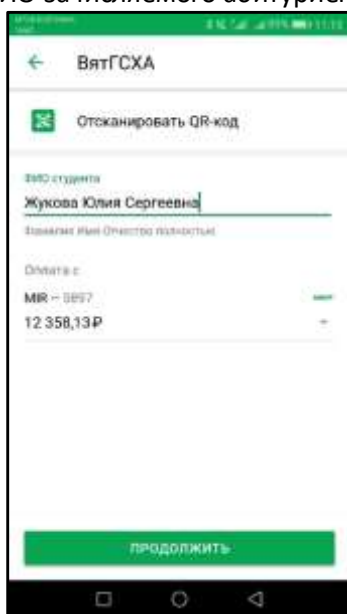 ВятГСХА
Отсканировать QR-код
ФИО студента
Жукова Юлия Сергеевна
Фамилия Имя Отчество полностью
Оплата с
MIR
12 358,13 ₽
ПРОДОЛЖИТЬ